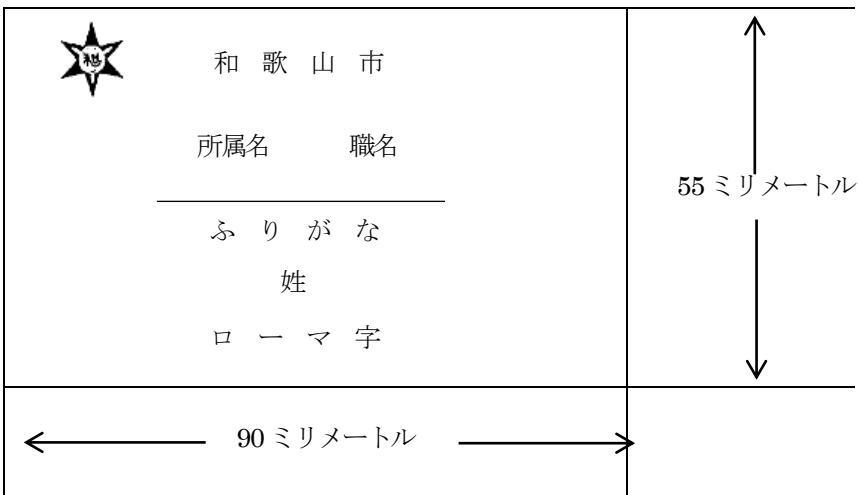 和歌山市
所属名 職名
ふりがな
姓
ローマ字
55ミリメートル
90ミリメートル